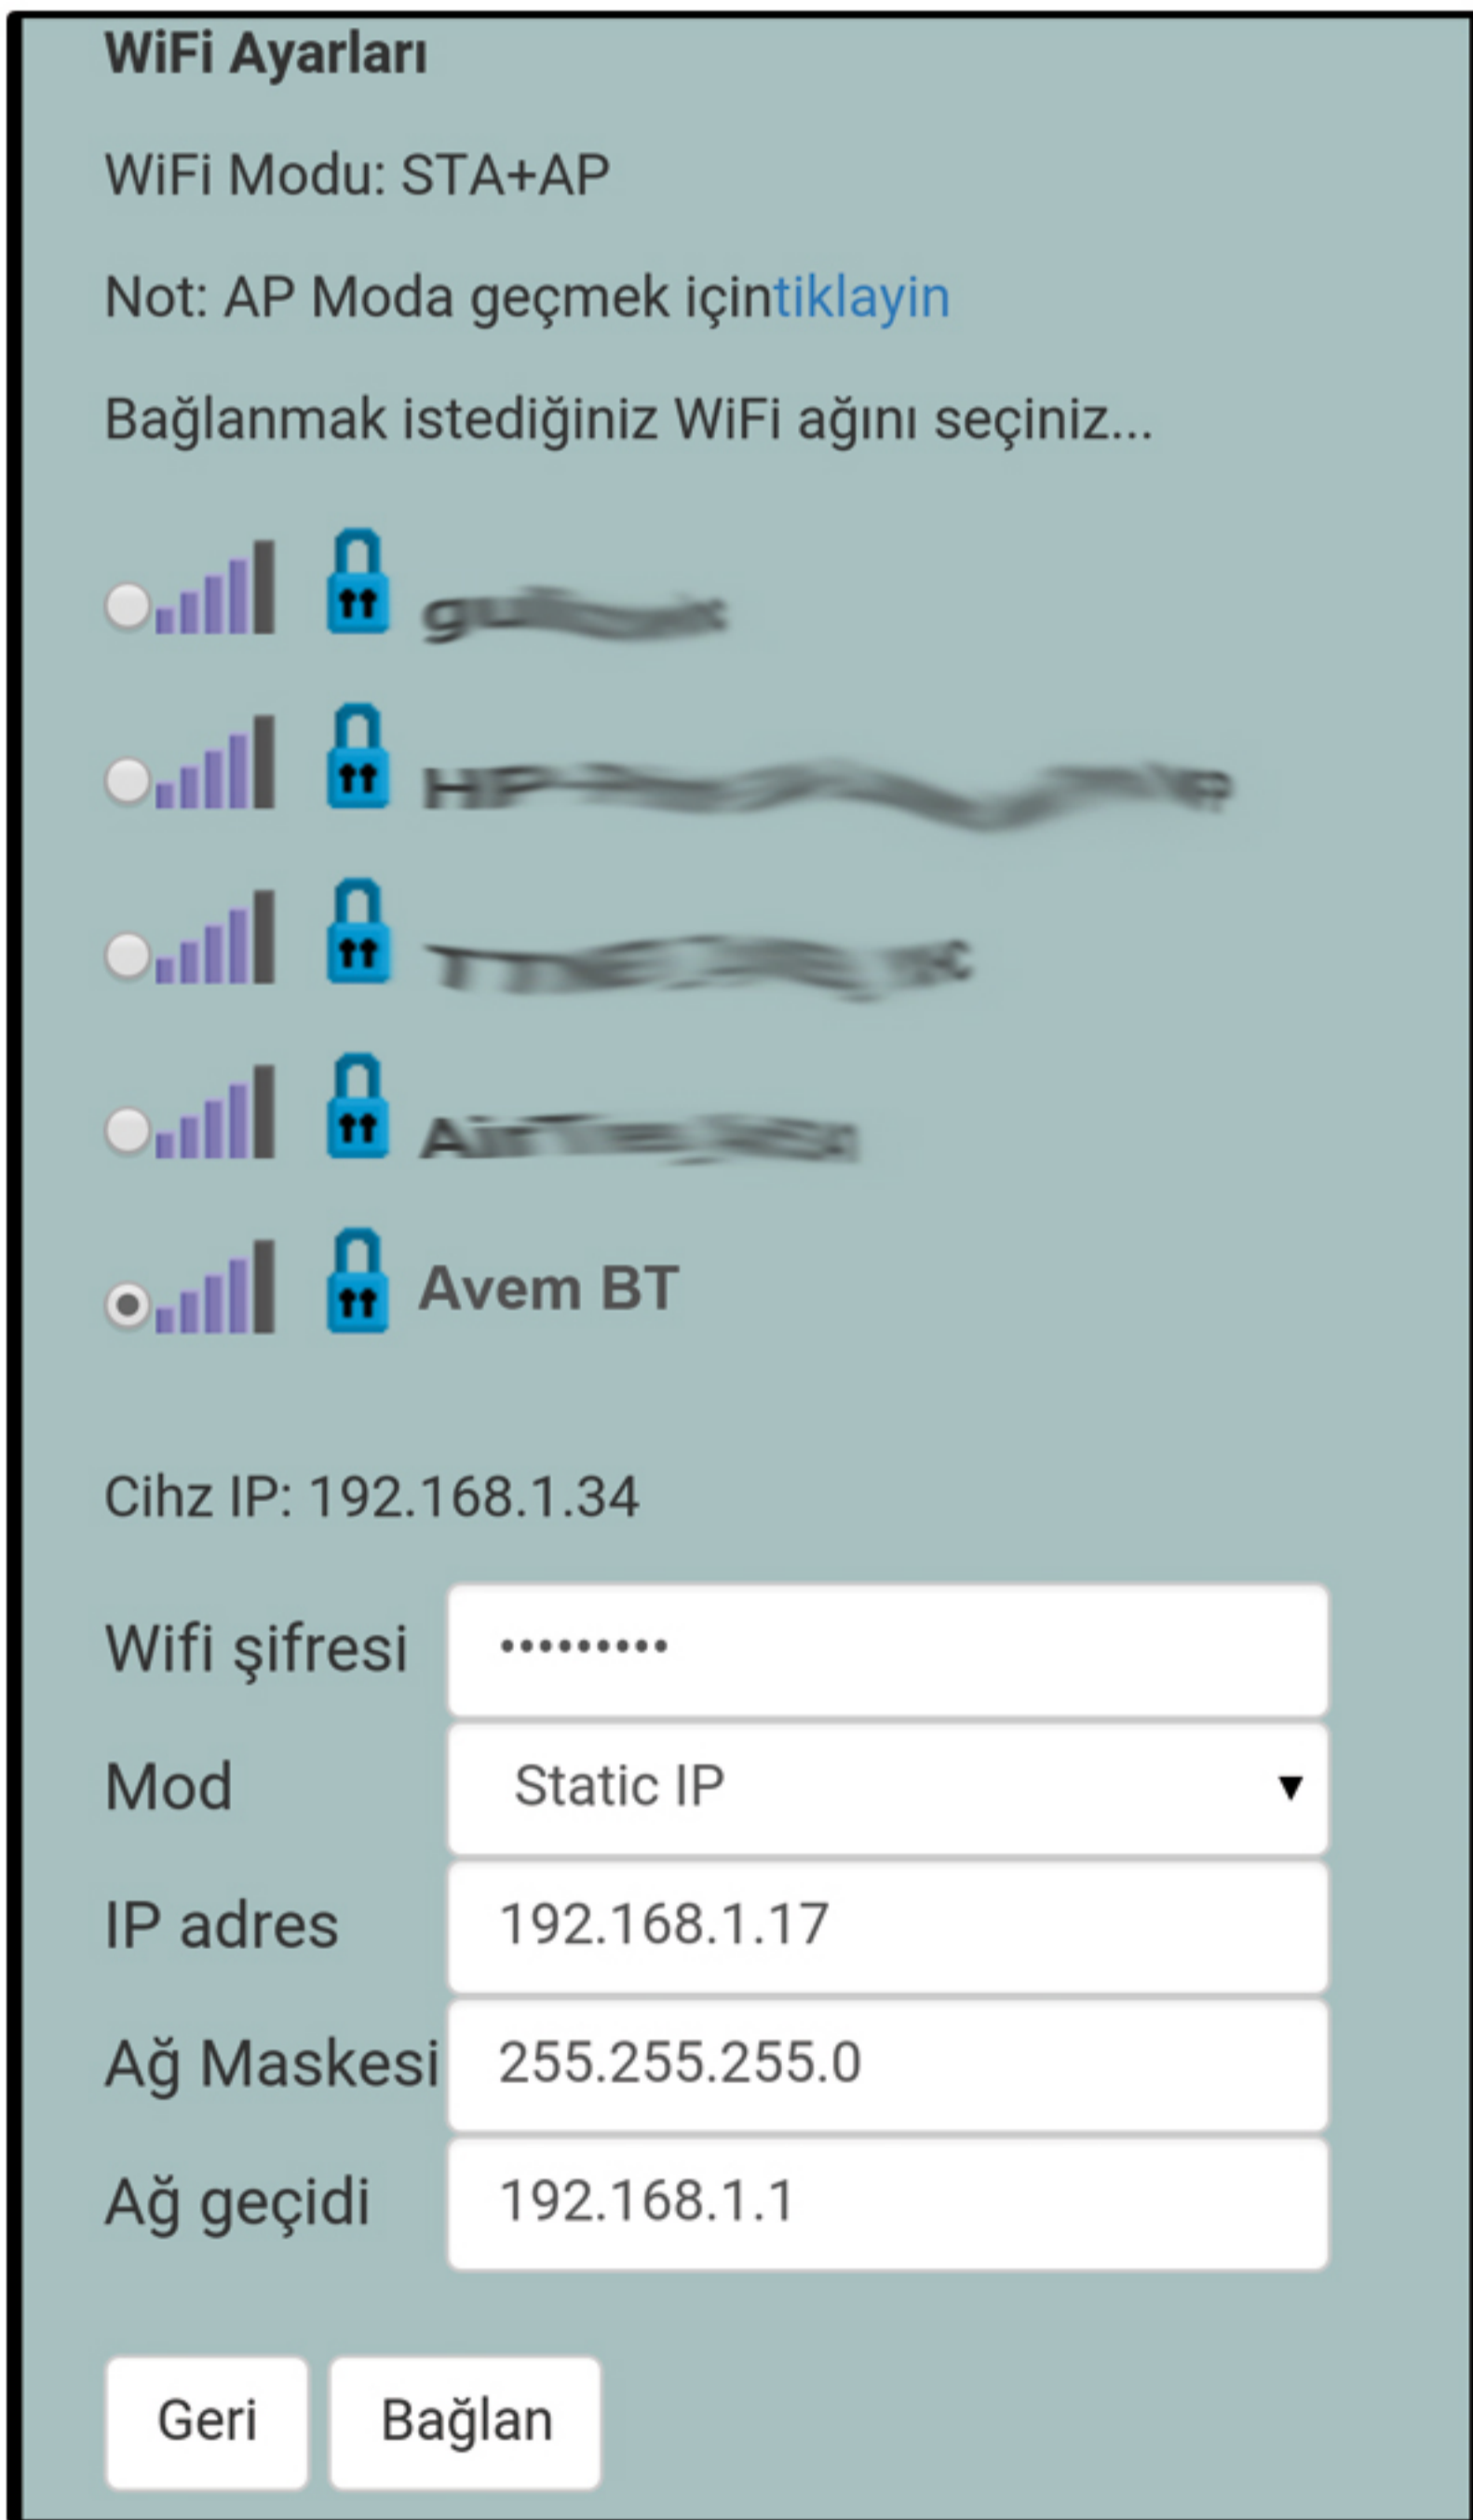 WiFi Ayarları
WiFi Modu: STA+AP
Not: AP Moda geçmek içintiklayin
Bağlanmak istediğiniz WiFi ağını seçiniz...
Avem BT
Cihz IP: 192.168.1.34
Wifi şifresi •••••••••
Mod Static IP
IP adres 192.168.1.17
Ağ Maskesi 255.255.255.0
Ağ geçidi 192.168.1.1
Geri Bağlan